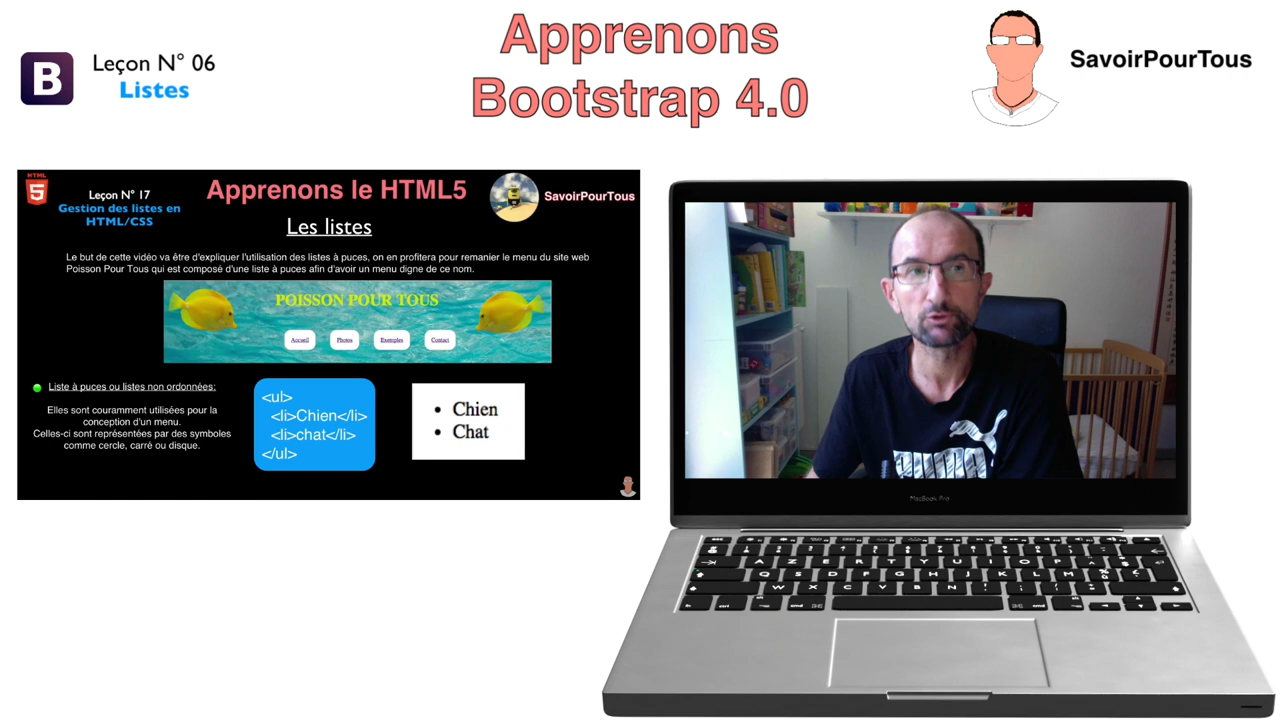 B
Leçon N° 06
Listes
Apprenons
Bootstrap 4.0
SavoirPourTous
HTML
5
Leçon N° 17
Gestion des listes en
HTML/CSS
Apprenons le HTML5
SavoirPourTous
Les listes
Le but de cette vidéo va être d'expliquer l'utilisation des listes à puces, on en profitera pour remanier le menu du site web
Poisson Pour Tous qui est composé d'une liste à puces afin d'avoir un menu digne de ce nom.
POISSON POUR TOUS
Accueil
Photos
Exemples
Contact
Liste à puces ou listes non ordonnées:
Elles sont couramment utilisées pour la
conception d'un menu.
Celles-ci sont représentées par des symboles
comme cercle, carré ou disque.
<ul>
<li>Chien</li>
<li>chat</li>
</ul>
• Chien
• Chat
PUMA
MacBook Pro
A Z E R T Y U I O P
Q S D F G H J K L M
W X C V B N
ctrl
cmd
cmd